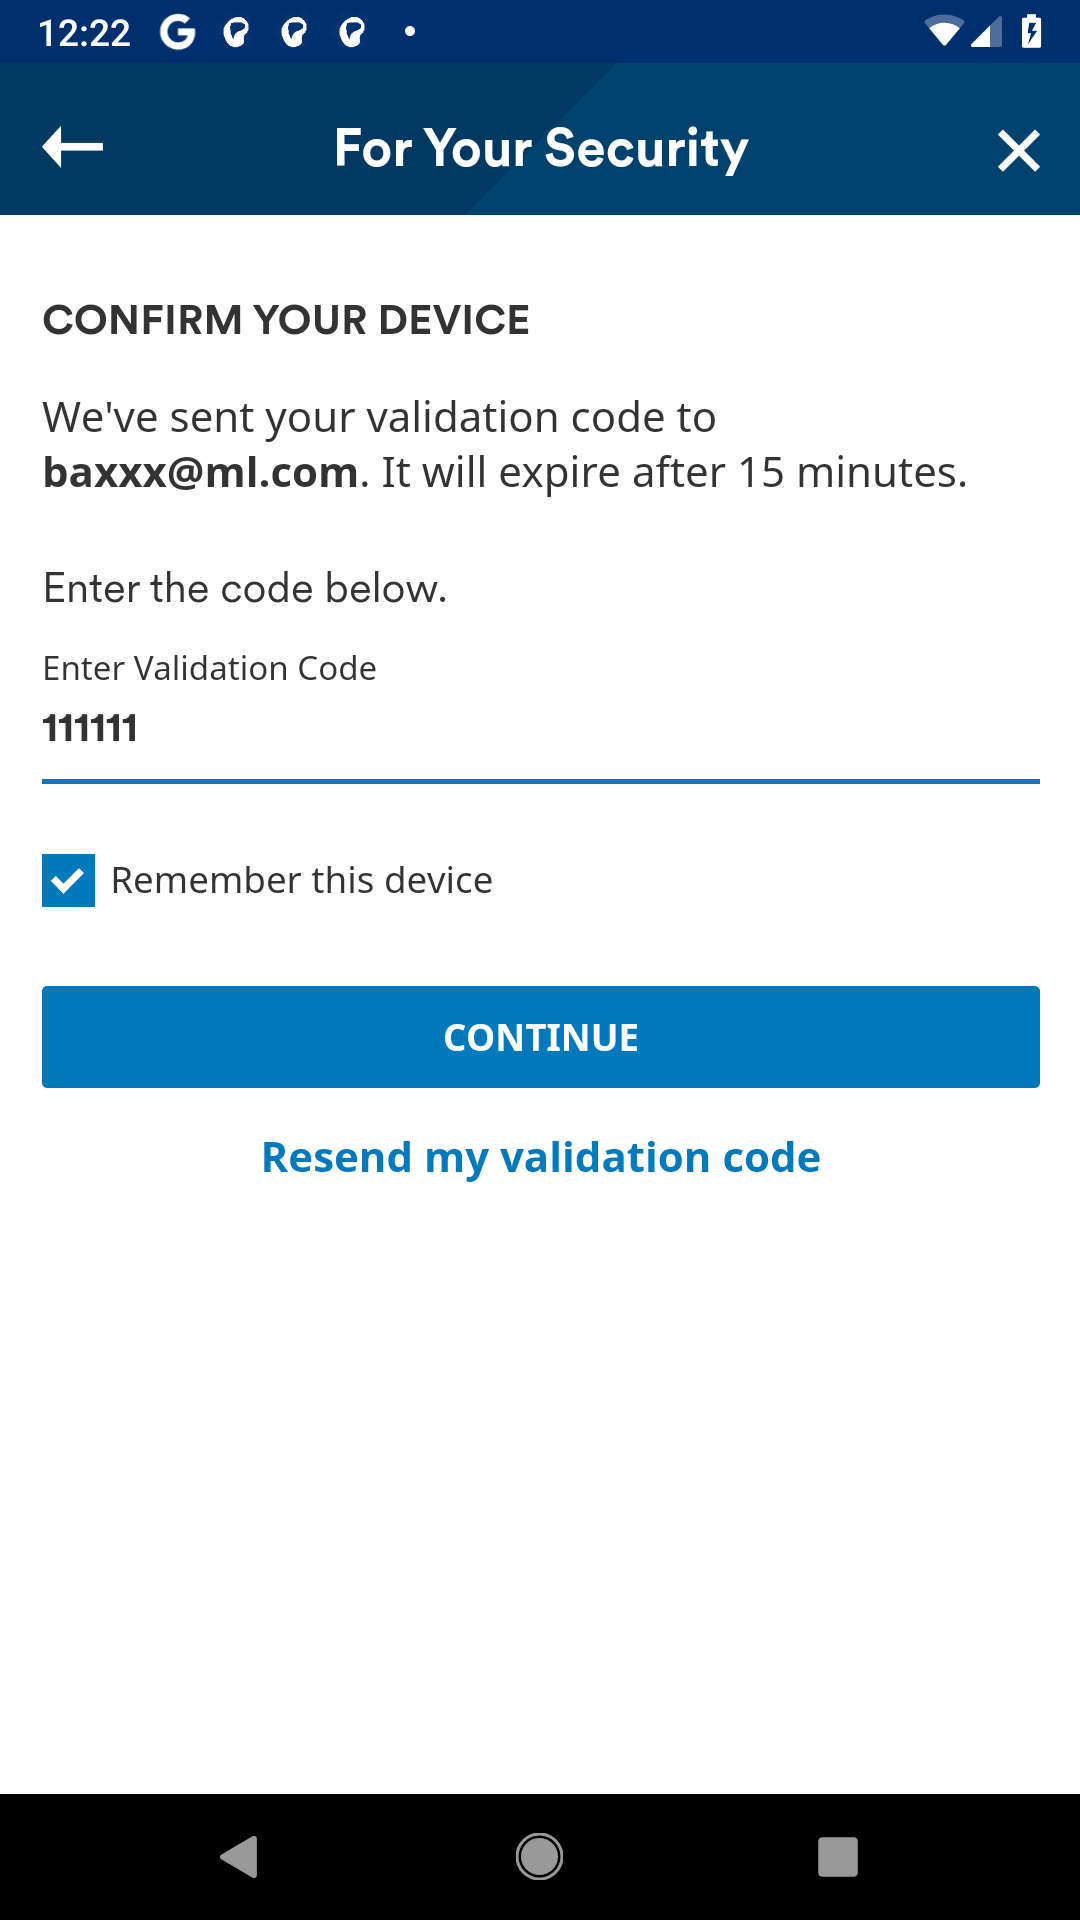 12:22
For Your Security
CONFIRM YOUR DEVICE
We've sent your validation code to
baxxx@ml.com. It will expire after 15 minutes.
Enter the code below.
Enter Validation Code
111111
Remember this device
CONTINUE
Resend my validation code